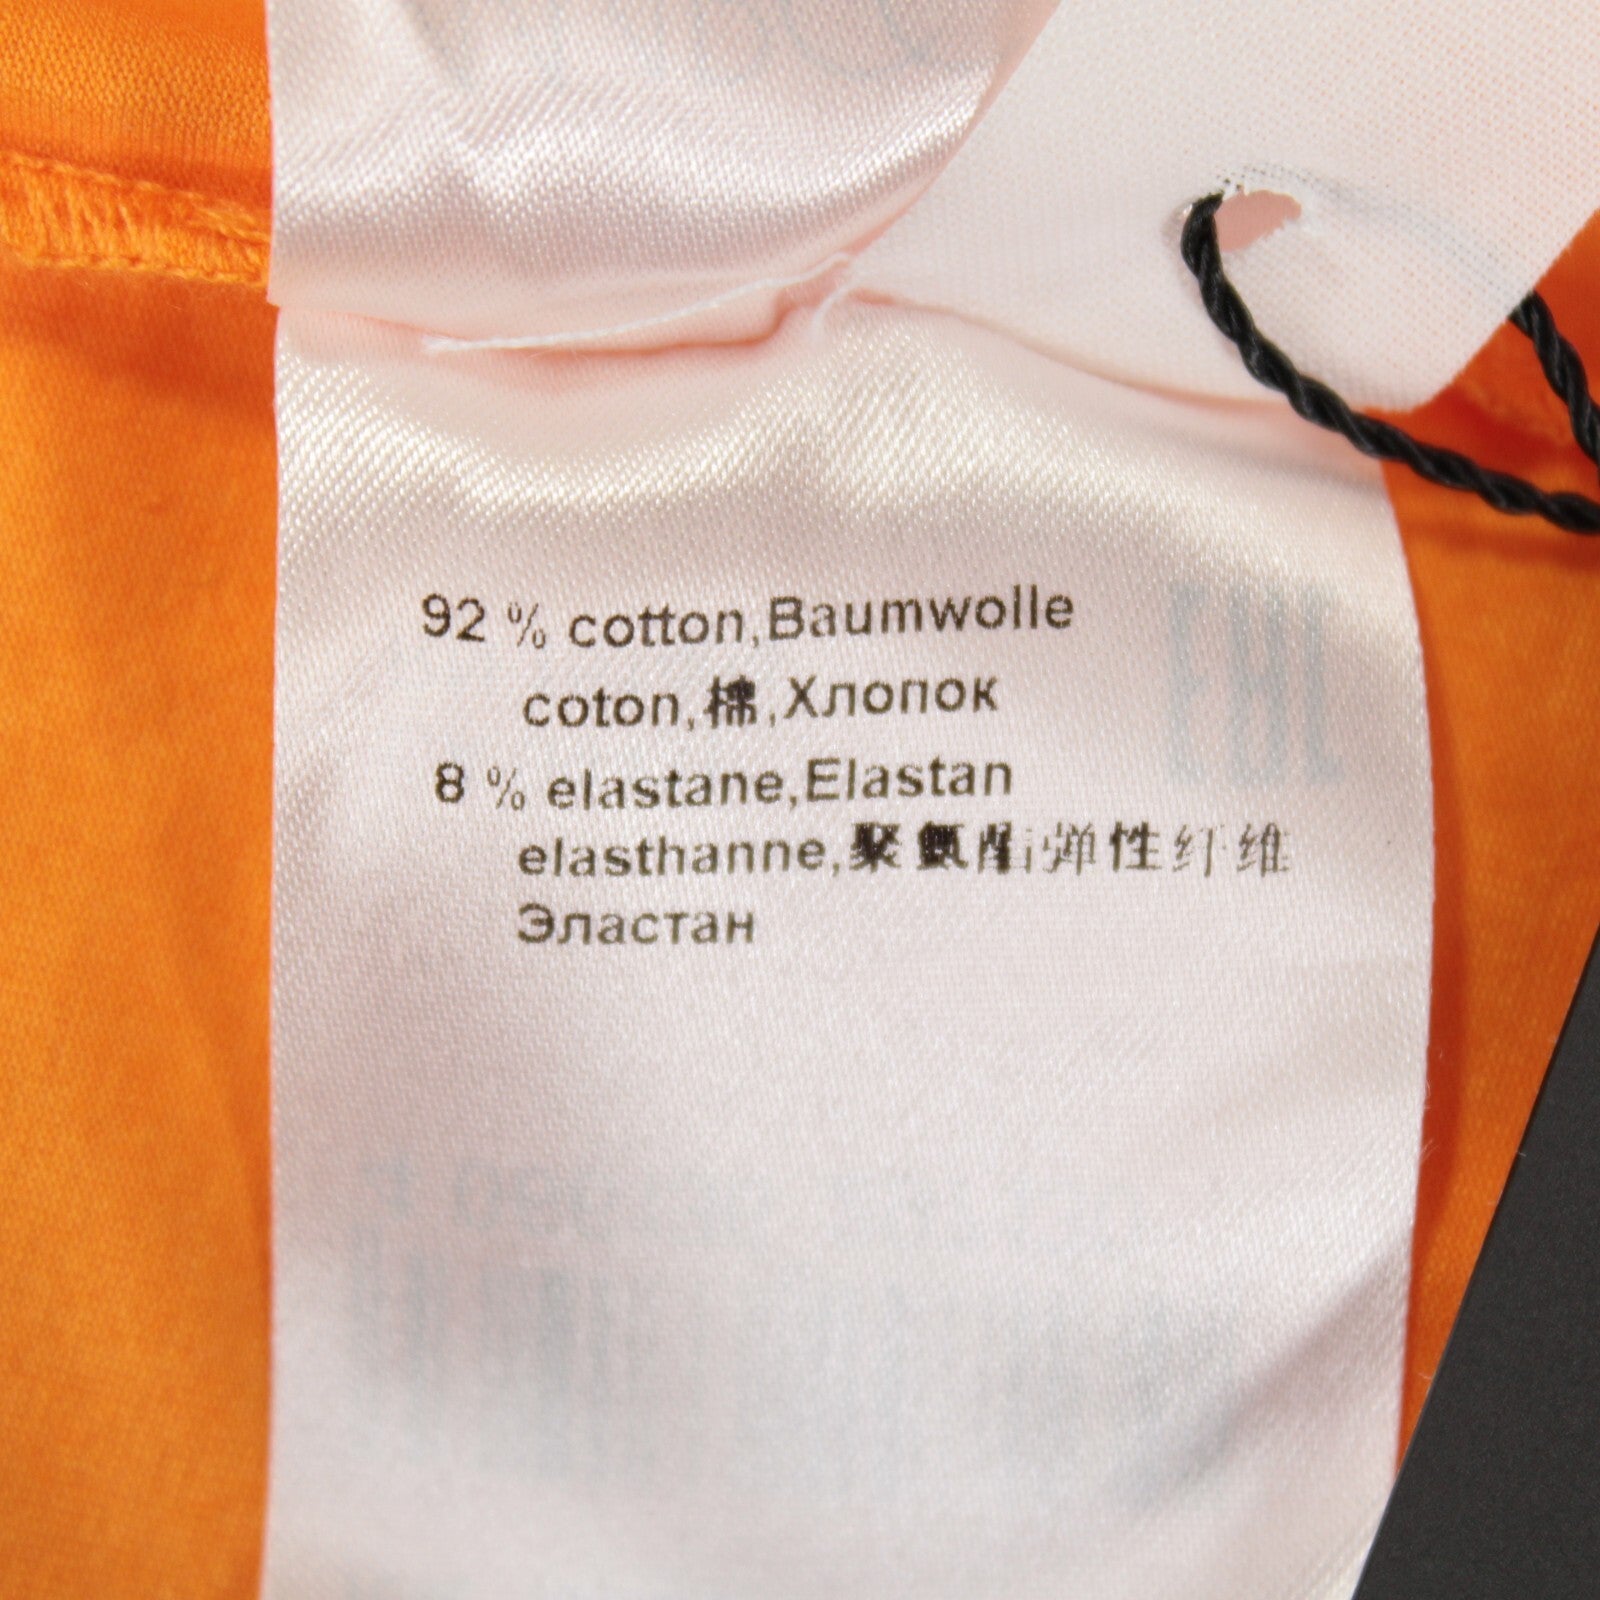 92 % cotton,Baumwolle
coton,棉,Хлопок
8 % elastane,Elastan
elasthanne,聚氨酯弹性纤维
Эластан